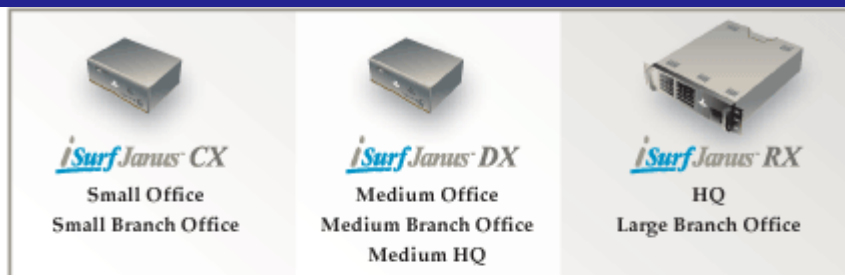 iSurf Janus CX
Small Office
Small Branch Office
iSurf Janus DX
Medium Office
Medium Branch Office
Medium HQ
iSurf Janus RX
HQ
Large Branch Office